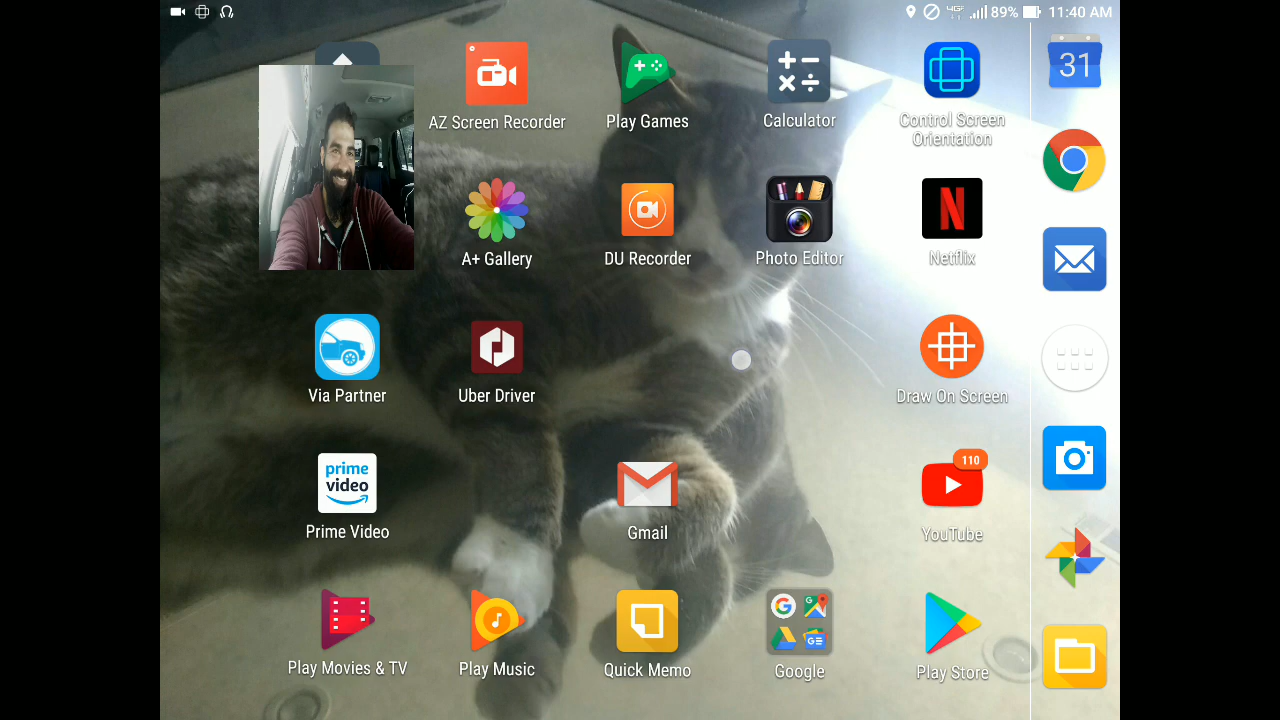 4G 89% 11:40 AM
31
AZ Screen Recorder
Play Games
Calculator
Control Screen
Orientation
A+ Gallery
DU Recorder
Photo Editor
N
Netflix
Via Partner
Uber Driver
Draw On Screen
prime
video
110
Prime Video
Gmail
YouTube
G
GE
Play Movies & TV
Play Music
Quick Memo
Google
Play Store